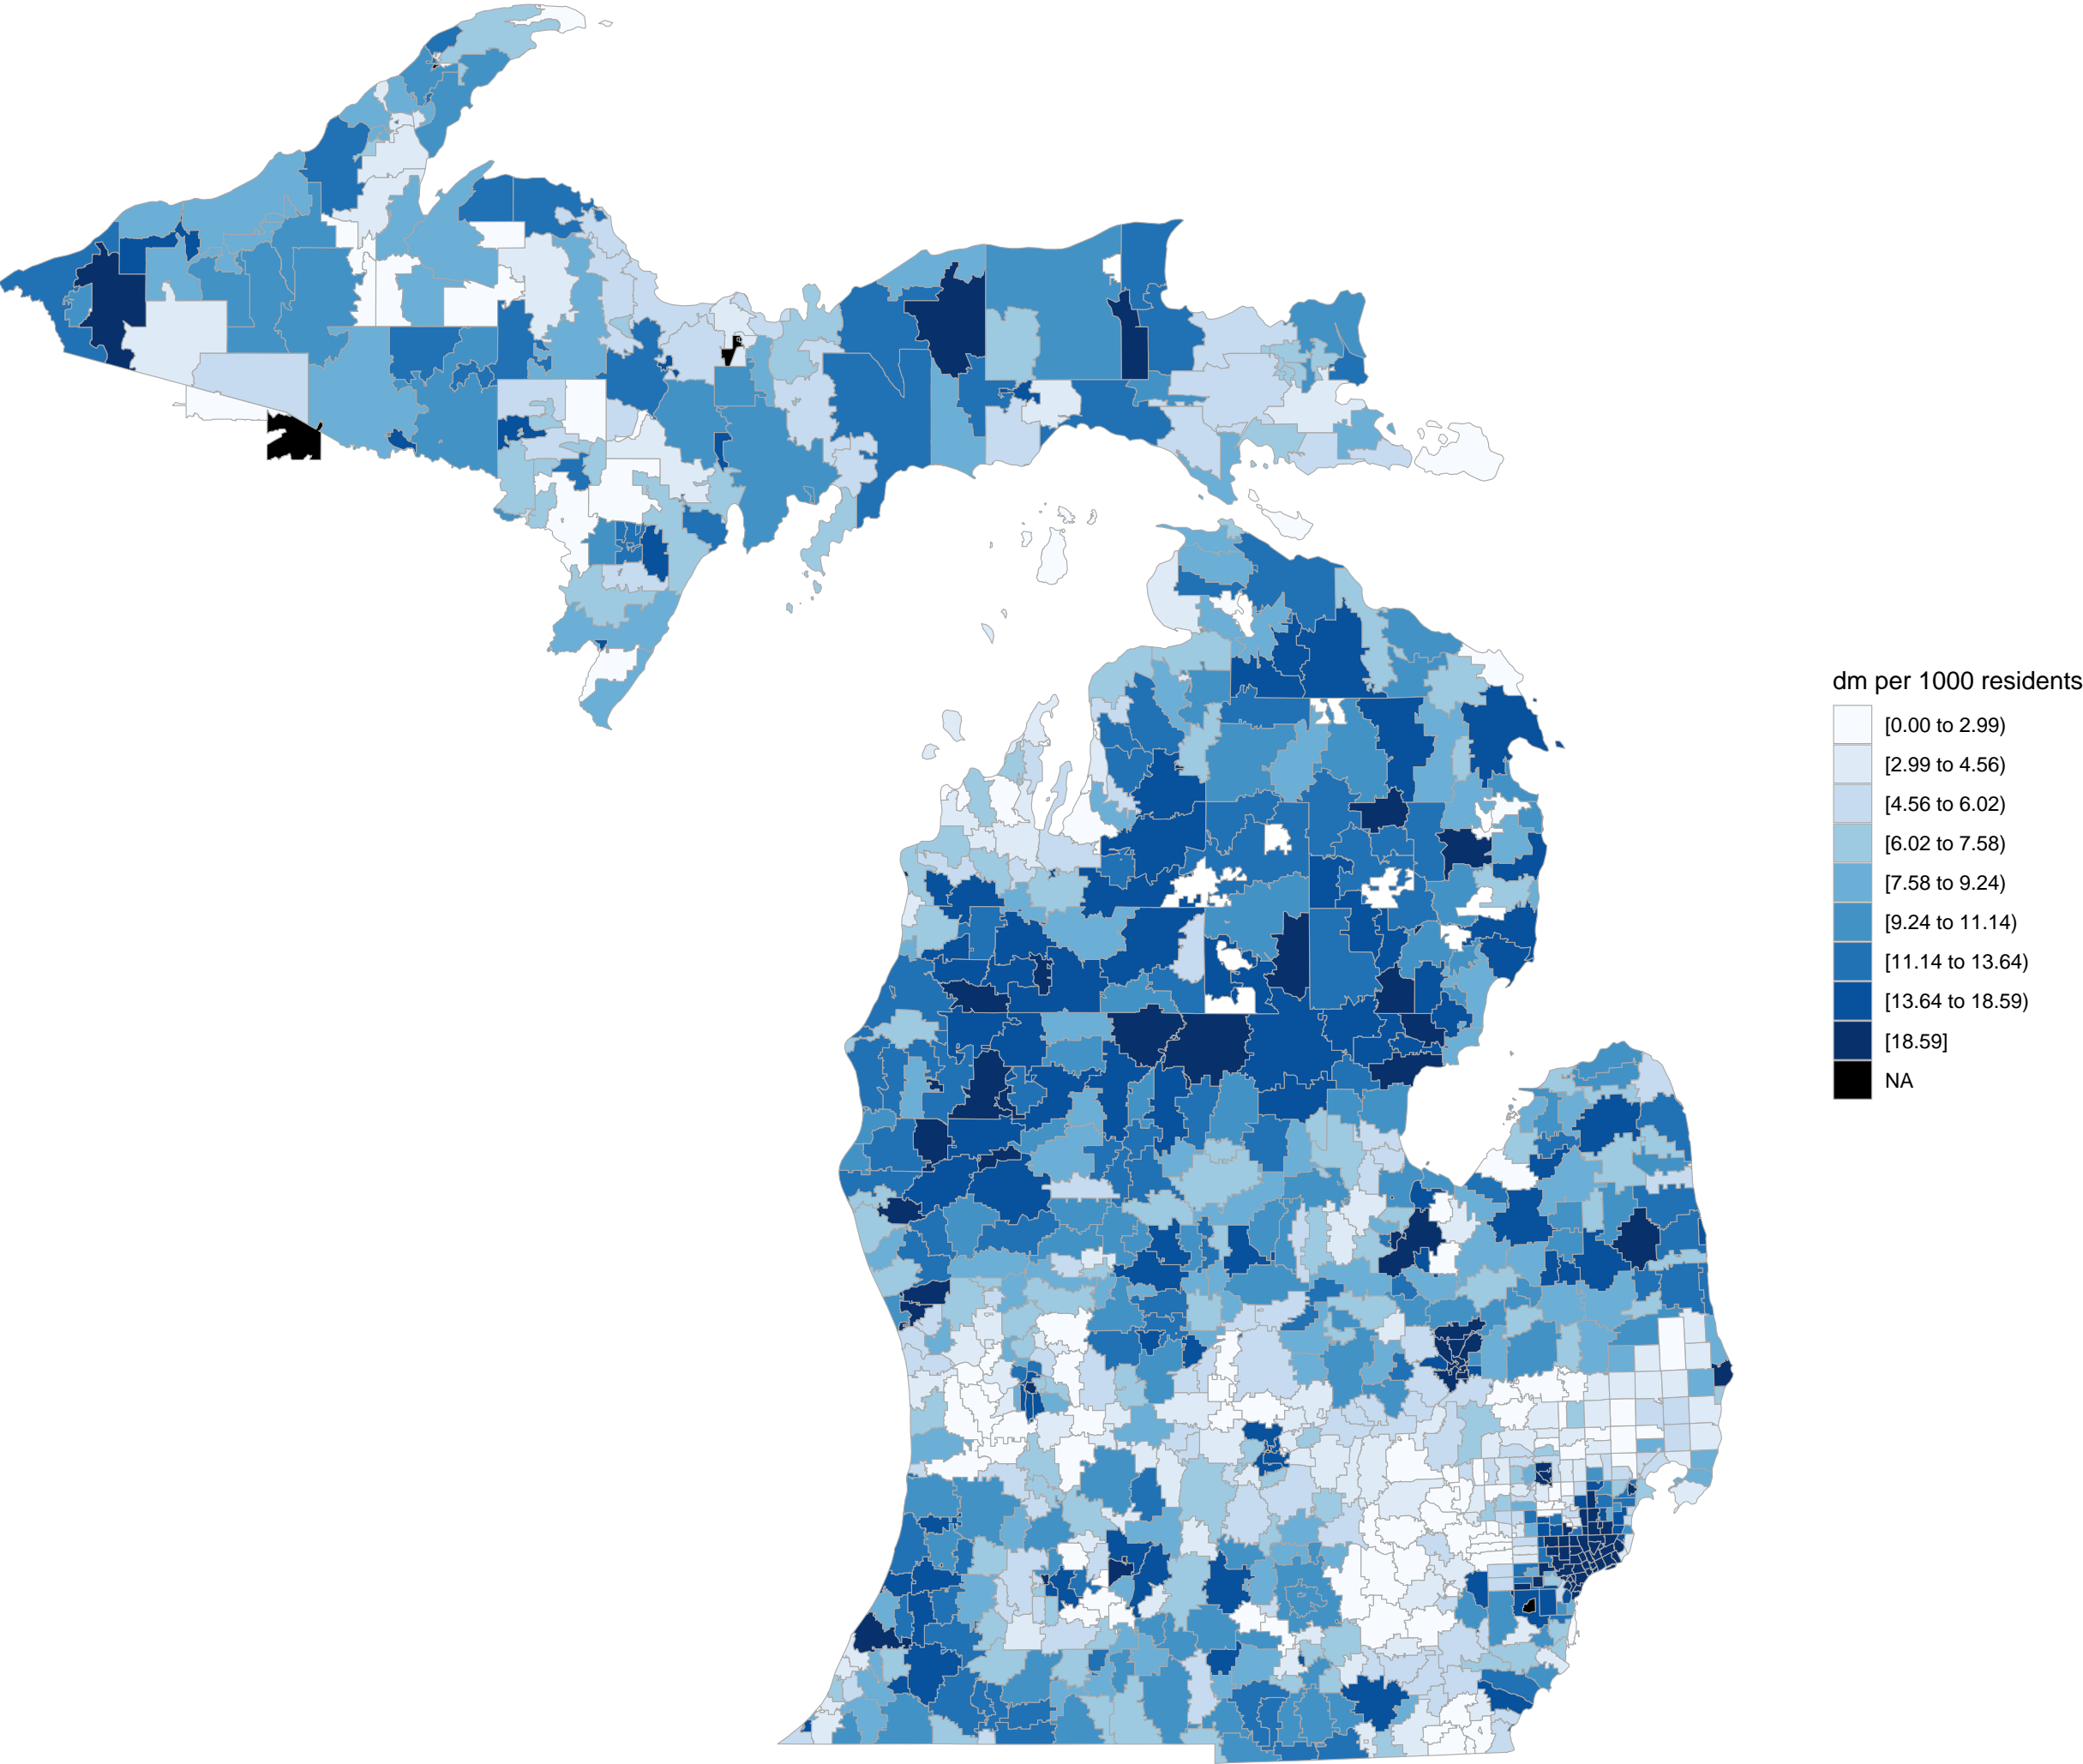 dm per 1000 residents
[0.00 to 2.99)
[2.99 to 4.56)
[4.56 to 6.02)
[6.02 to 7.58)
[7.58 to 9.24)
[9.24 to 11.14)
[11.14 to 13.64)
[13.64 to 18.59)
[18.59]
NA